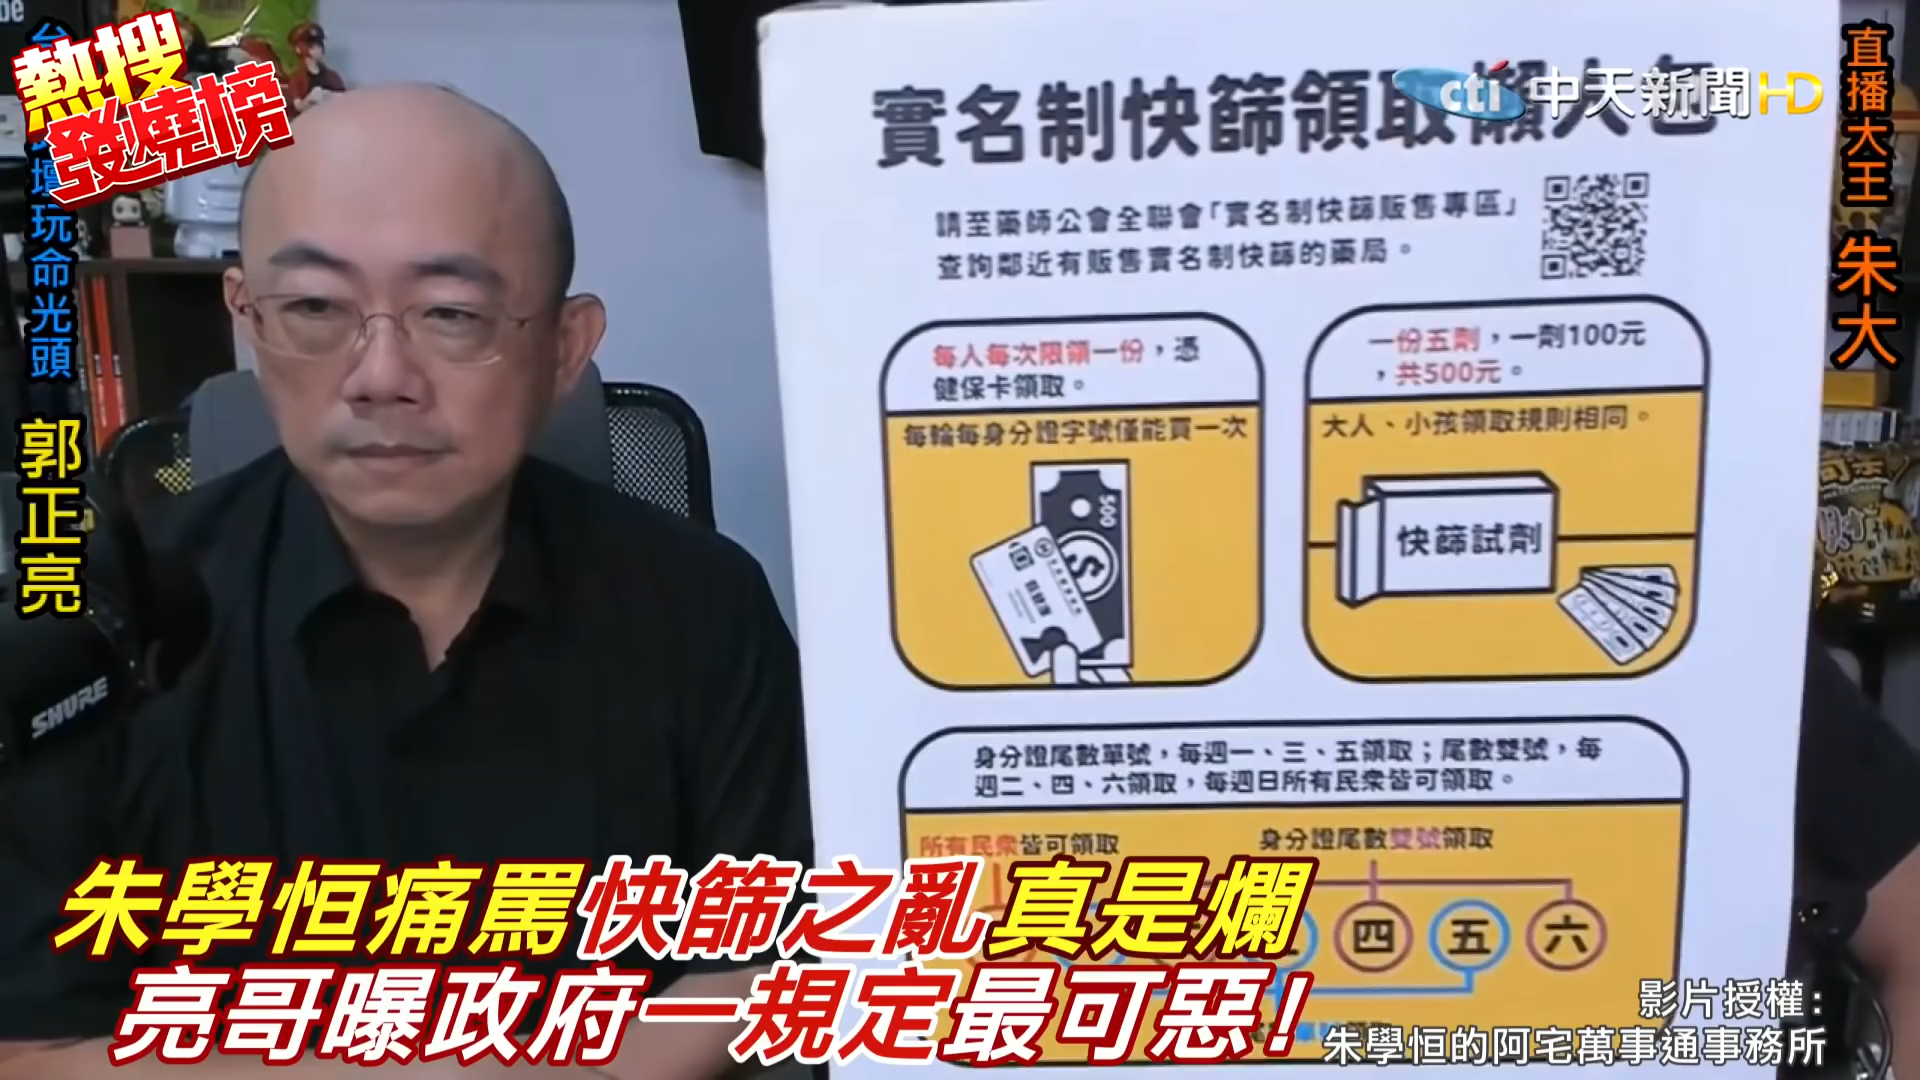 熱搜
發燒榜
壇玩命光頭
郭正亮
cti中天新聞HD
直播大王 朱大
實名制快篩領取懶人包
請至藥師公會全聯會「實名制快篩販售專區」
查詢鄰近有販售實名制快篩的藥局。
每人每次限領一份，憑
健保卡領取。
每輪每身分證字號僅能買一次
500
一份五劑，一劑100元
，共500元。
大人、小孩領取規則相同。
快篩試劑
身分證尾數單號，每週一、三、五領取；尾數雙號，每
週二、四、六領取，每週日所有民眾皆可領取。
所有民眾皆可領取
身分證尾數雙號領取
四 五 六
SHURE
朱學恒痛罵快篩之亂真是爛
亮哥曝政府一規定最可惡!
影片授權:
朱學恒的阿宅萬事通事務所